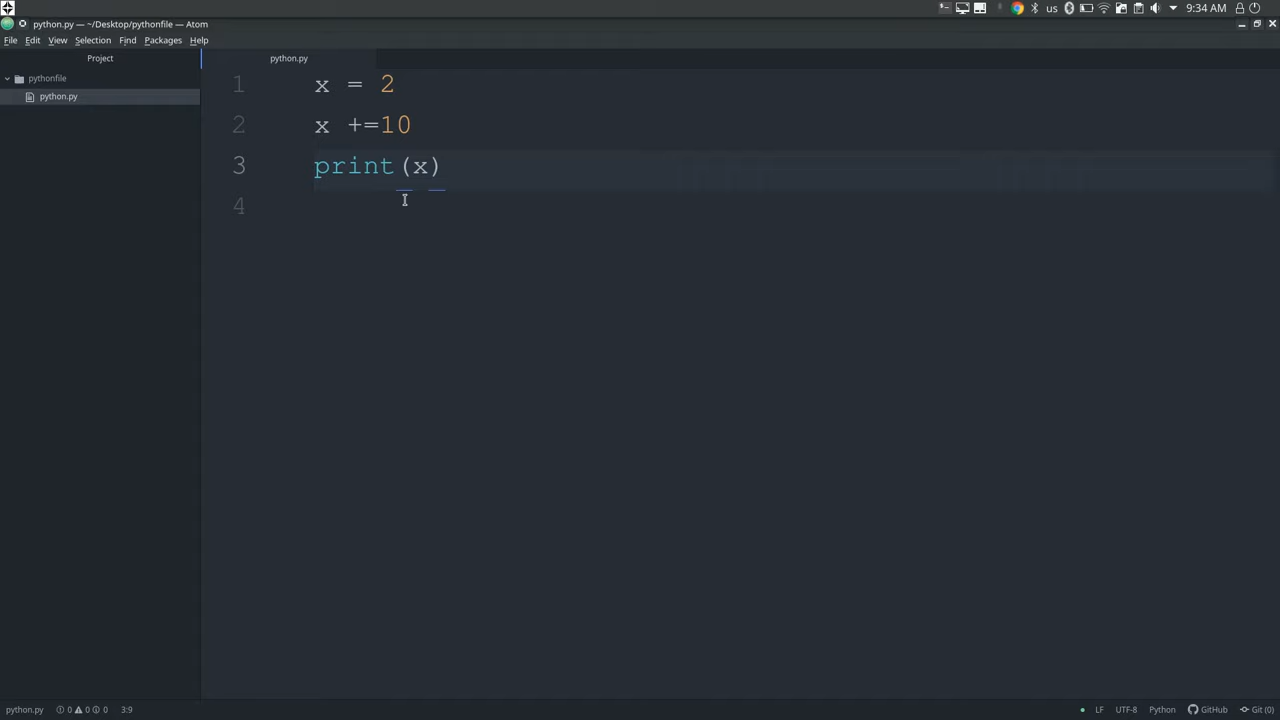 python.py — ~/Desktop/pythonfile — Atom
us
9:34 AM
File Edit View Selection Find Packages Help
Project
python.py
pythonfile
python.py
1 x = 2
2 x +=10
3 print(x)
4
python.py 0 0 0 3:9
LF UTF-8 Python GitHub Git (0)